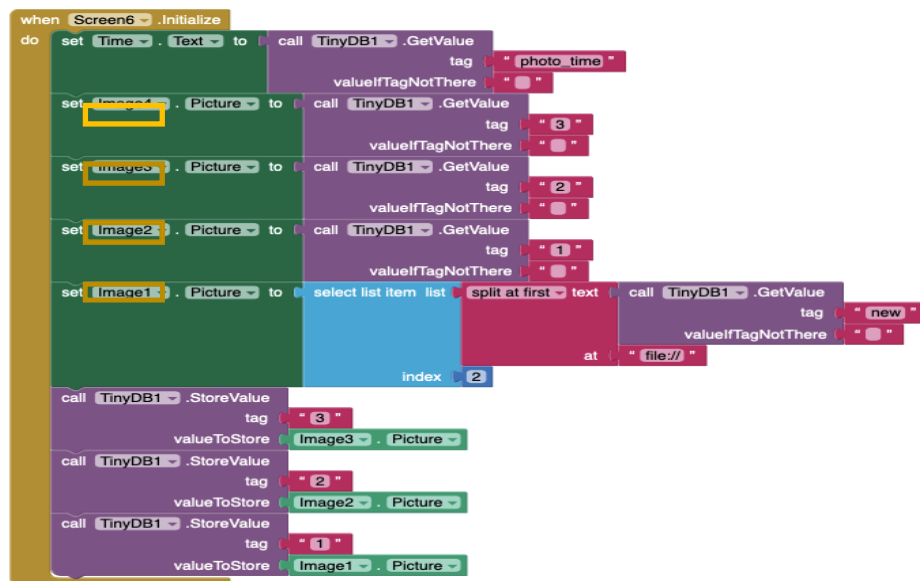 when Screen6 .Initialize
do set Time . Text to call TinyDB1 .GetValue
tag " photo_time "
valueIfTagNotThere " "
set Image4 . Picture to call TinyDB1 .GetValue
tag " 3 "
valueIfTagNotThere " "
set Image3 . Picture to call TinyDB1 .GetValue
tag " 2 "
valueIfTagNotThere " "
set Image2 . Picture to call TinyDB1 .GetValue
tag " 1 "
valueIfTagNotThere " "
set Image1 . Picture to select list item list split at first text call TinyDB1 .GetValue
tag " new "
valueIfTagNotThere " "
at " file:// "
index 2
call TinyDB1 .StoreValue
tag " 3 "
valueToStore Image3 . Picture
call TinyDB1 .StoreValue
tag " 2 "
valueToStore Image2 . Picture
call TinyDB1 .StoreValue
tag " 1 "
valueToStore Image1 . Picture